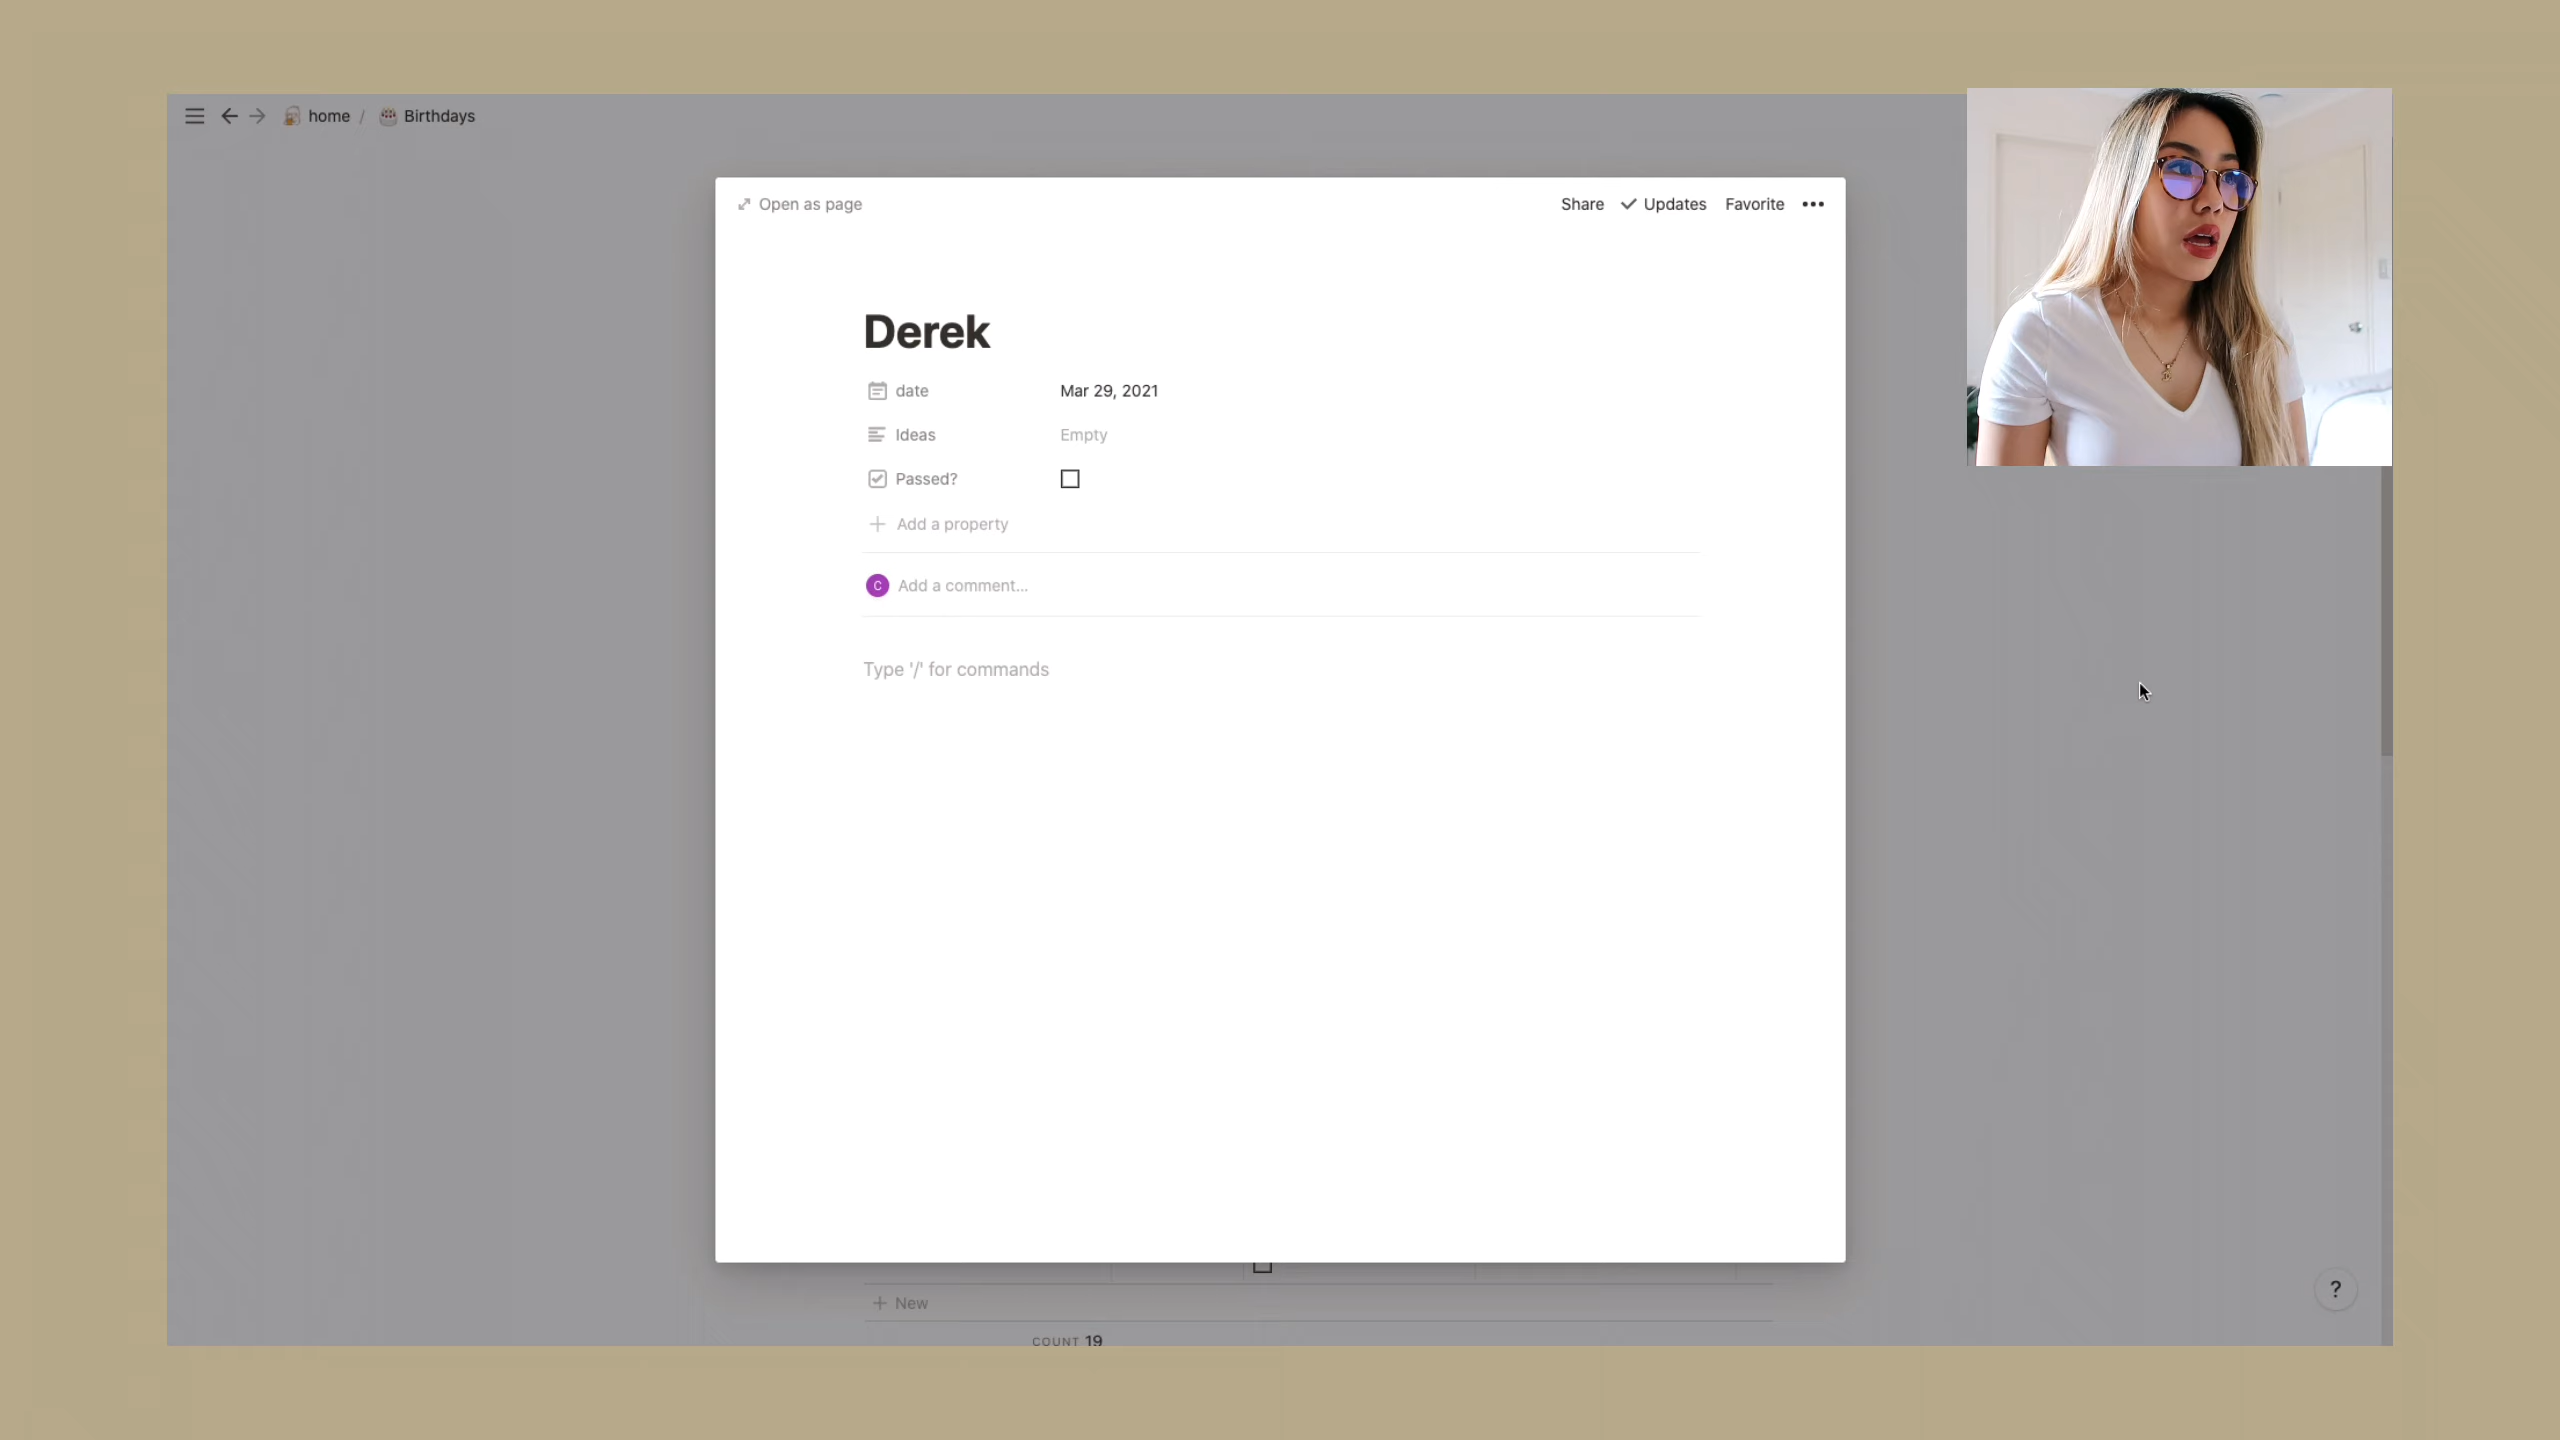 home / Birthdays
Open as page
Share Updates Favorite
Derek
date Mar 29, 2021
Ideas Empty
Passed?
Add a property
C Add a comment...
Type '/' for commands
New
COUNT 19
?